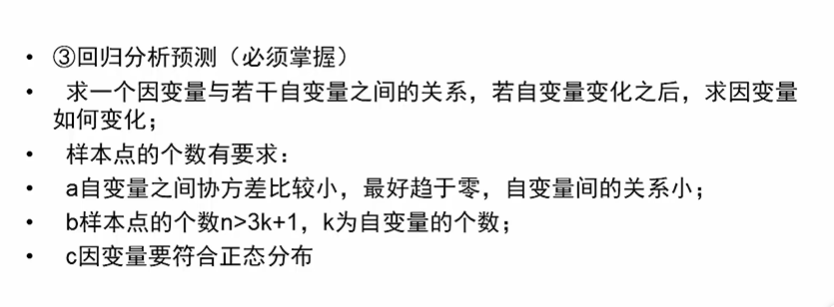 • ③回归分析预测（必须掌握）
• 求一个因变量与若干自变量之间的关系，若自变量变化之后，求因变量
如何变化；
• 样本点的个数有要求：
• a自变量之间协方差比较小，最好趋于零，自变量间的关系小；
• b样本点的个数n>3k+1，k为自变量的个数；
• c因变量要符合正态分布